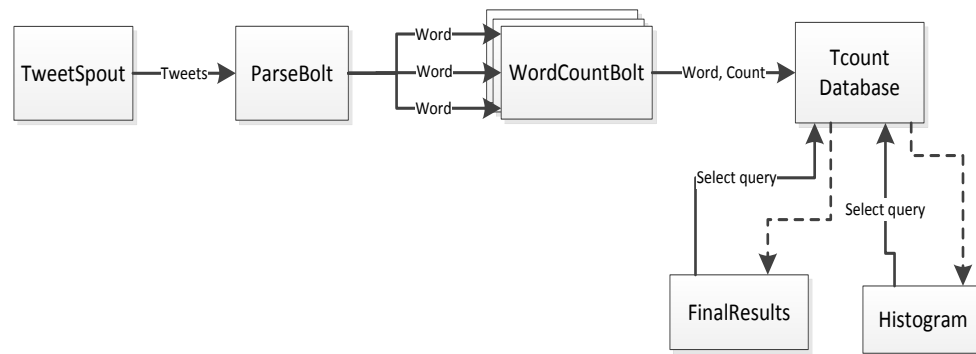 TweetSpout
Tweets
ParseBolt
Word
Word
Word
WordCountBolt
Word, Count
Tcount
Database
Select query
Select query
FinalResults
Histogram